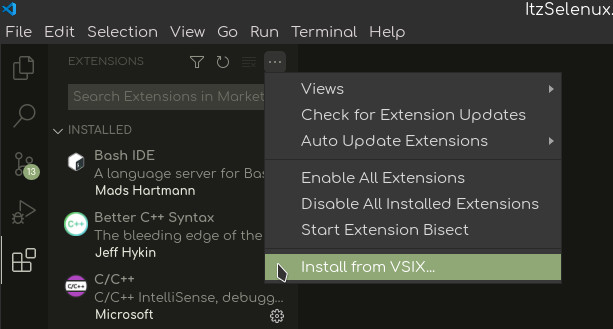 ItzSelenux.
File Edit Selection View Go Run Terminal Help
EXTENSIONS
Search Extensions in Market
Views
Check for Extension Updates
Auto Update Extensions
Enable All Extensions
Disable All Installed Extensions
Start Extension Bisect
Install from VSIX...
INSTALLED
Bash IDE
A language server for Bas
Mads Hartmann
C++
Better C++ Syntax
The bleeding edge of the
Jeff Hykin
C/C++
C/C++
C/C++ IntelliSense, debugg...
Microsoft
13